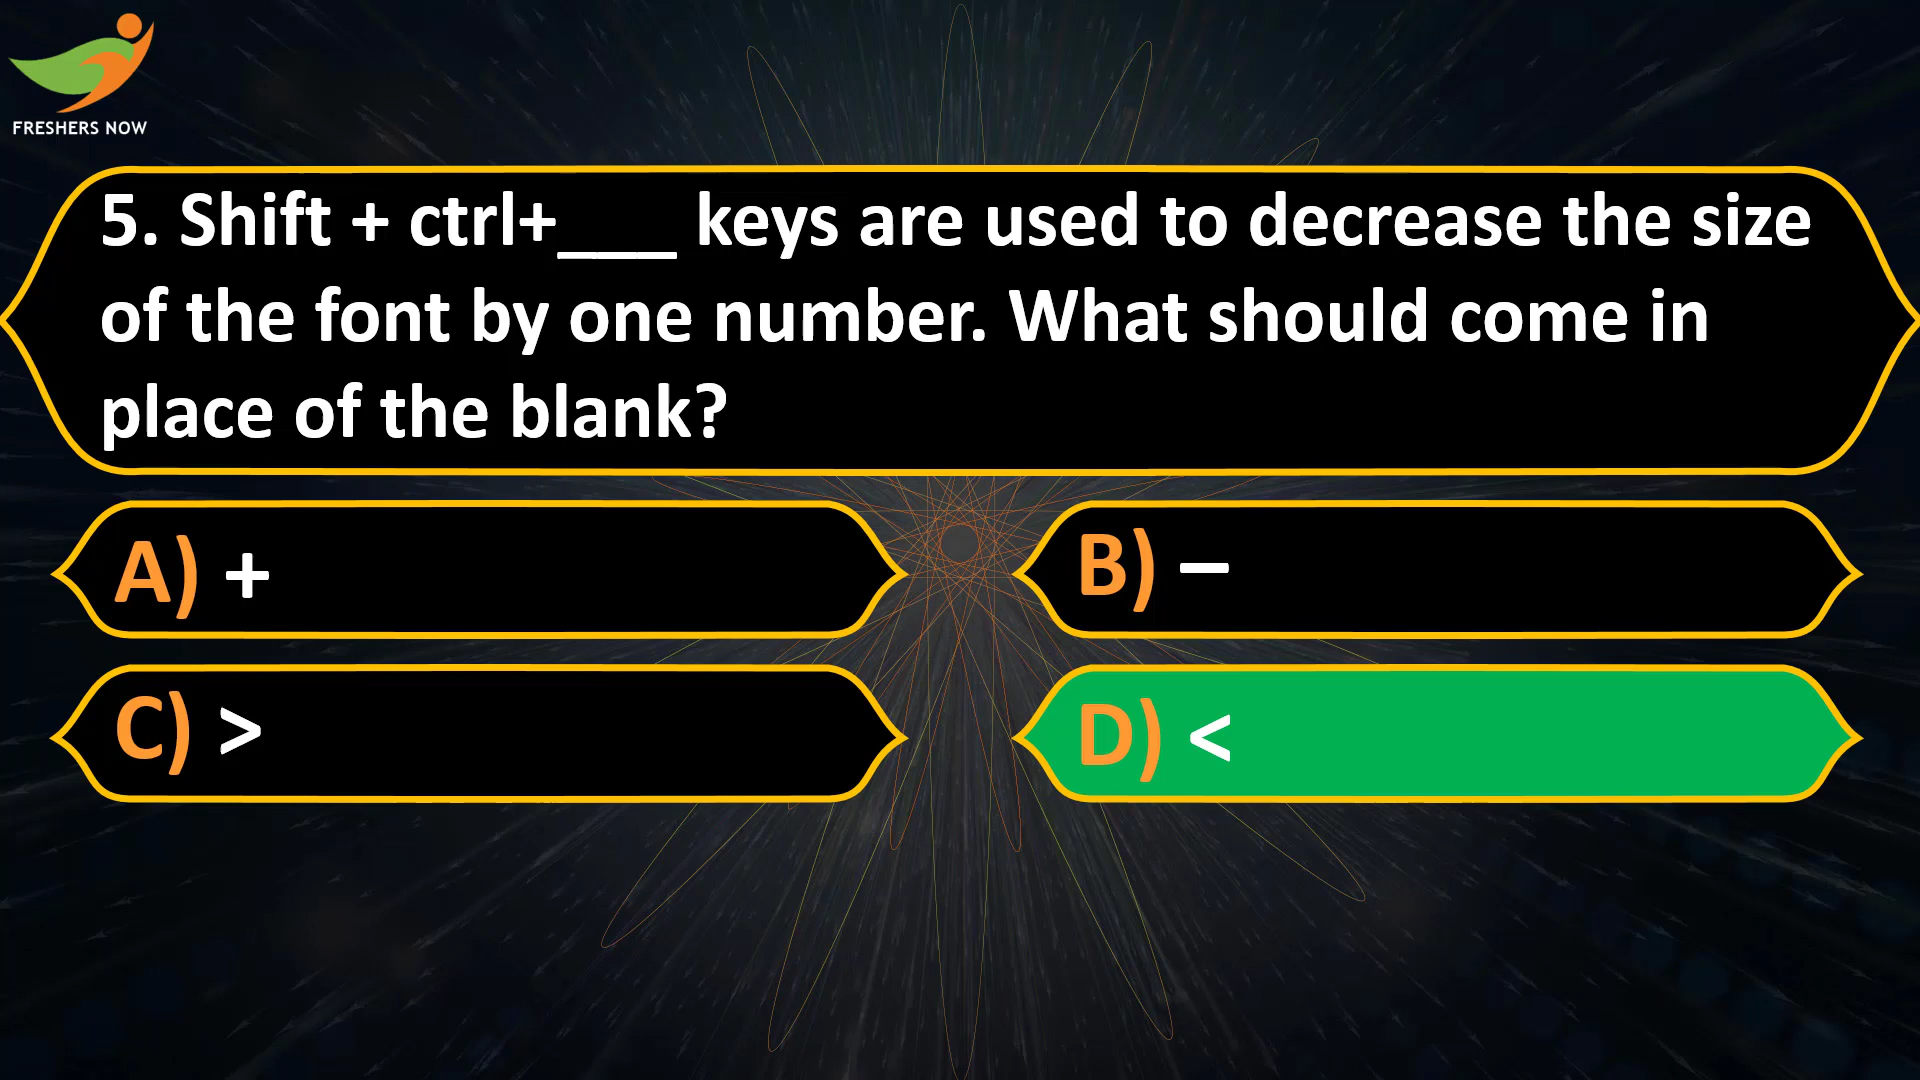 FRESHERS NOW
5. Shift + ctrl+___ keys are used to decrease the size
of the font by one number. What should come in
place of the blank?
A) +
B) –
C) >
D) <